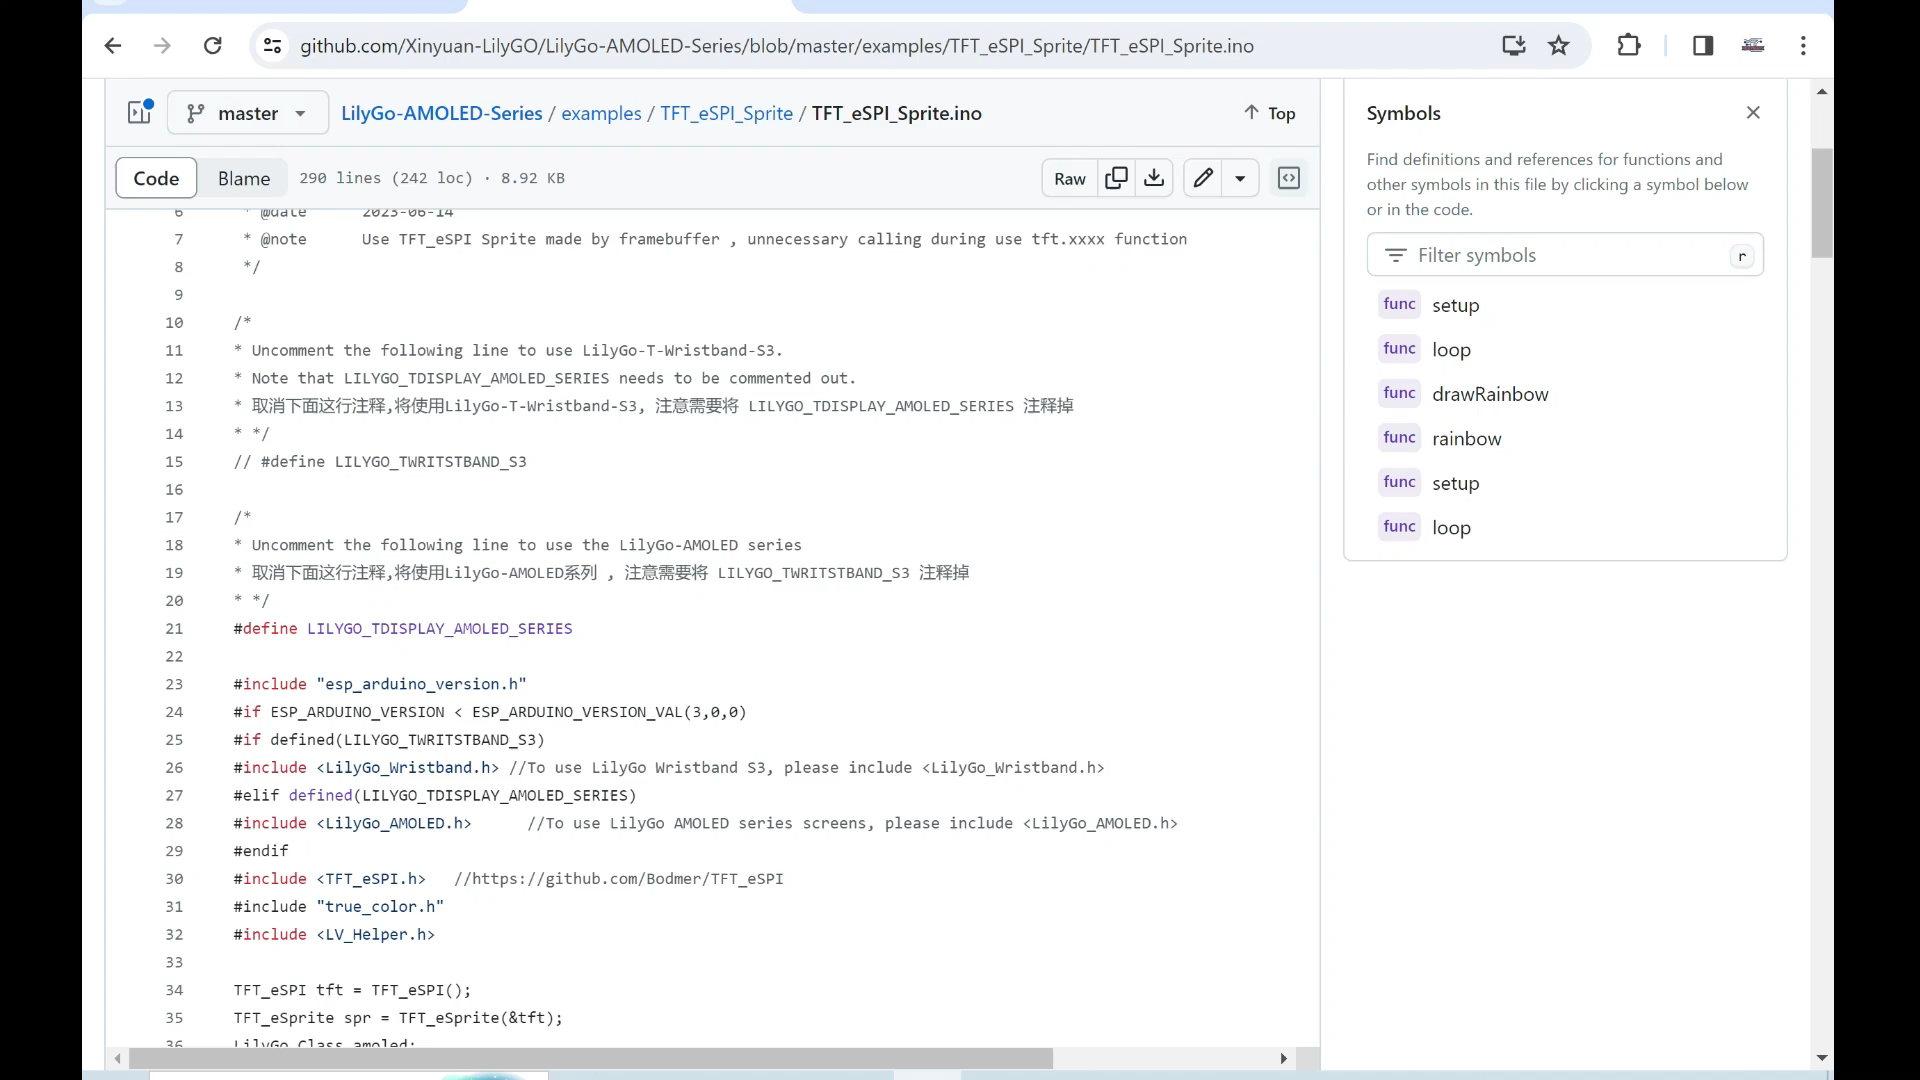 github.com/Xinyuan-LilyGO/LilyGo-AMOLED-Series/blob/master/examples/TFT_eSPI_Sprite/TFT_eSPI_Sprite.ino
master LilyGo-AMOLED-Series / examples / TFT_eSPI_Sprite / TFT_eSPI_Sprite.ino Top
Code Blame 290 lines (242 loc) · 8.92 KB Raw
6 * @date 2023-06-14
7 * @note Use TFT_eSPI Sprite made by framebuffer , unnecessary calling during use tft.xxxx function
8 */
9
10 /*
11 * Uncomment the following line to use LilyGo-T-Wristband-S3.
12 * Note that LILYGO_TDISPLAY_AMOLED_SERIES needs to be commented out.
13 * 取消下面这行注释,将使用LilyGo-T-Wristband-S3, 注意需要将 LILYGO_TDISPLAY_AMOLED_SERIES 注释掉
14 * */
15 // #define LILYGO_TWRITSTBAND_S3
16
17 /*
18 * Uncomment the following line to use the LilyGo-AMOLED series
19 * 取消下面这行注释,将使用LilyGo-AMOLED系列 , 注意需要将 LILYGO_TWRITSTBAND_S3 注释掉
20 * */
21 #define LILYGO_TDISPLAY_AMOLED_SERIES
22
23 #include "esp_arduino_version.h"
24 #if ESP_ARDUINO_VERSION < ESP_ARDUINO_VERSION_VAL(3,0,0)
25 #if defined(LILYGO_TWRITSTBAND_S3)
26 #include <LilyGo_Wristband.h> //To use LilyGo Wristband S3, please include <LilyGo_Wristband.h>
27 #elif defined(LILYGO_TDISPLAY_AMOLED_SERIES)
28 #include <LilyGo_AMOLED.h> //To use LilyGo AMOLED series screens, please include <LilyGo_AMOLED.h>
29 #endif
30 #include <TFT_eSPI.h> //https://github.com/Bodmer/TFT_eSPI
31 #include "true_color.h"
32 #include <LV_Helper.h>
33
34 TFT_eSPI tft = TFT_eSPI();
35 TFT_eSprite spr = TFT_eSprite(&tft);
36 LilyGo_Class amoled;
Symbols
Find definitions and references for functions and
other symbols in this file by clicking a symbol below
or in the code.
Filter symbols r
func setup
func loop
func drawRainbow
func rainbow
func setup
func loop